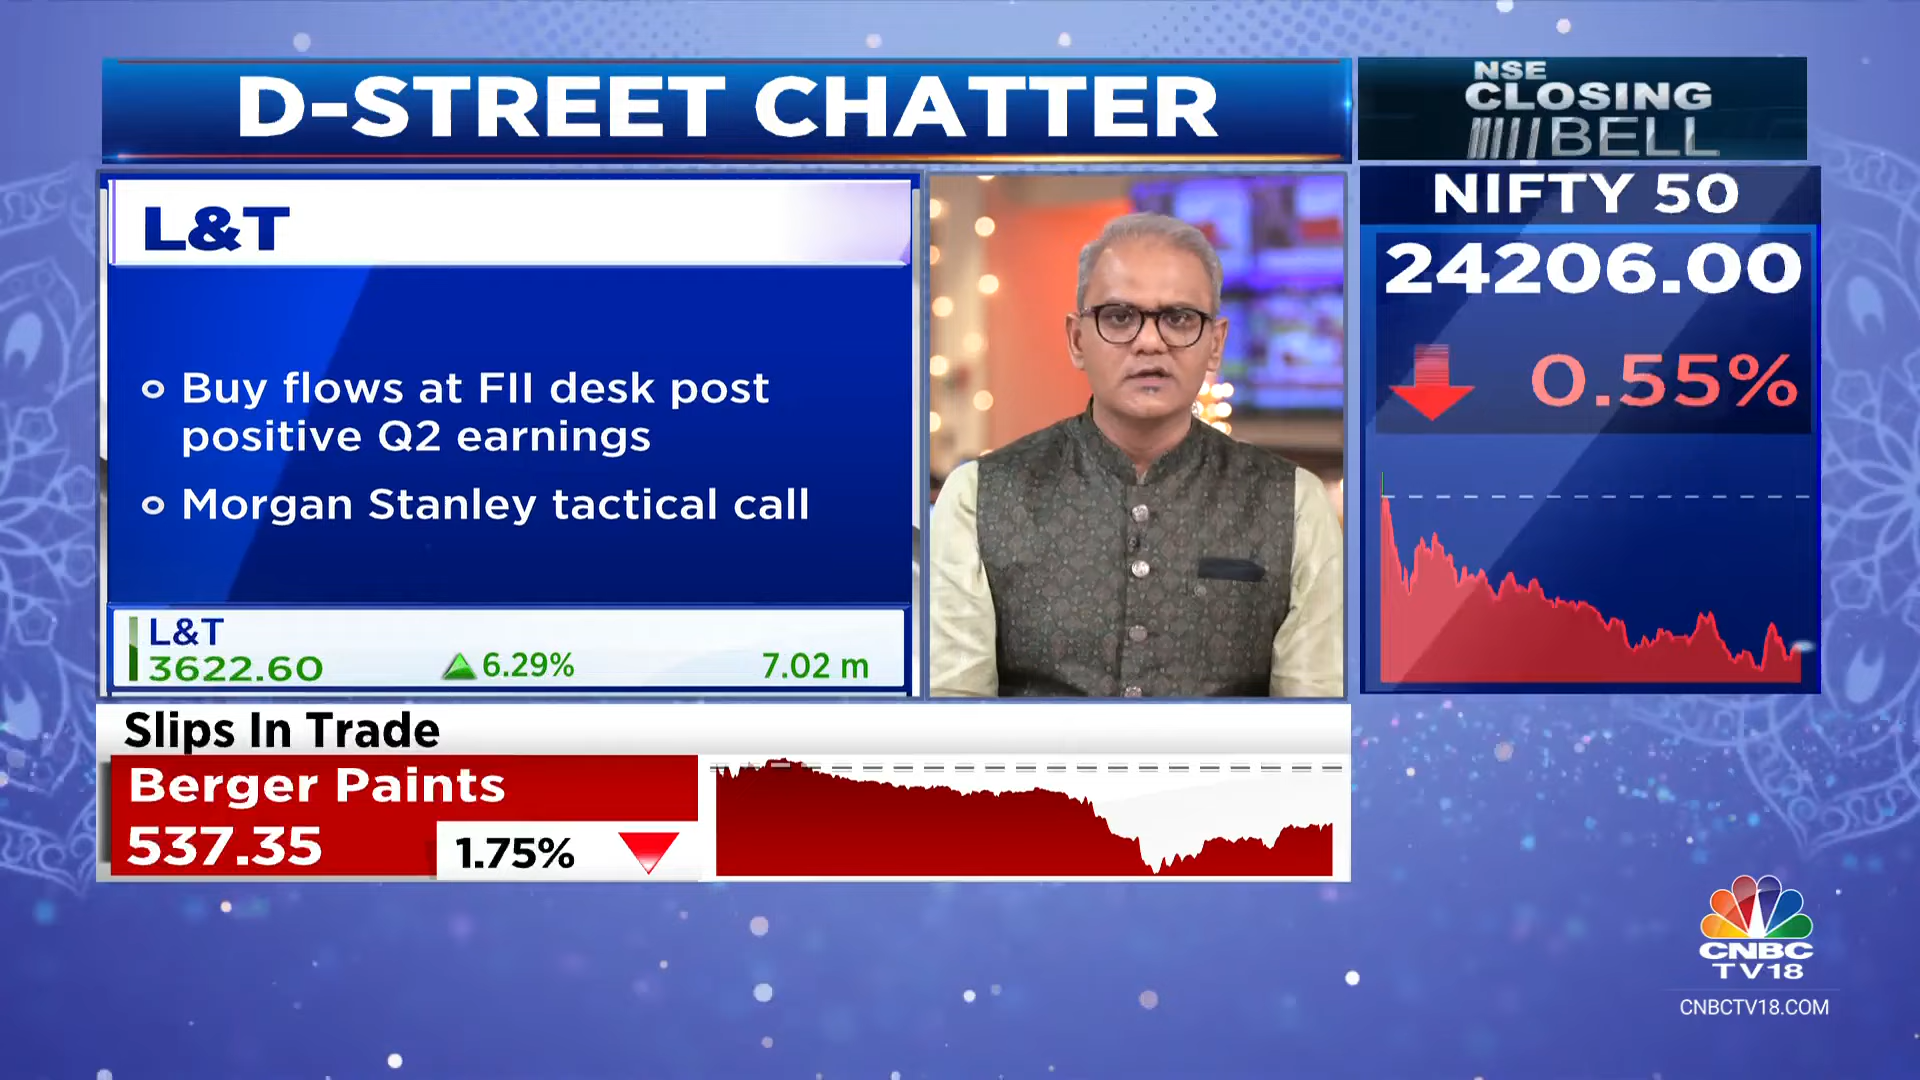 D-STREET CHATTER
NSE
CLOSING
BELL
L&T
Buy flows at FII desk post
positive Q2 earnings
Morgan Stanley tactical call
L&T
3622.60
6.29%
7.02 m
NIFTY 50
24206.00
0.55%
Slips In Trade
Berger Paints
537.35
1.75%
CNBC
TV18
CNBCTV18.COM